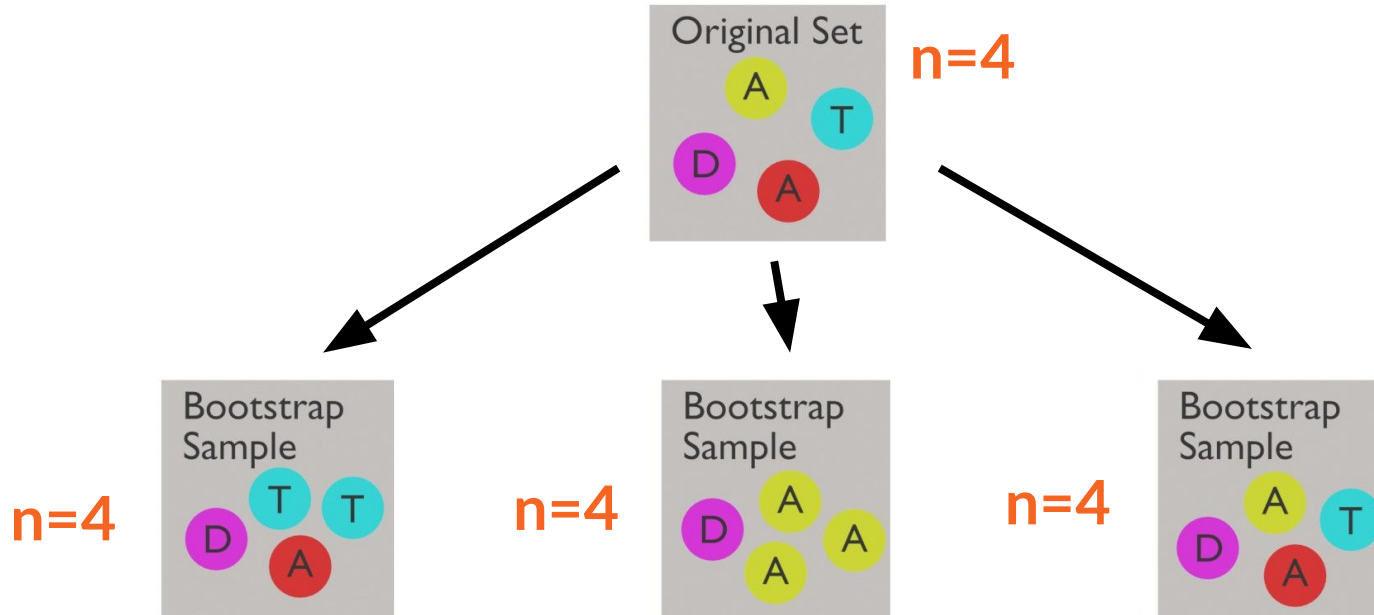 Original Set
n=4
A
T
D
A
Bootstrap
Sample
n=4
T
T
D
A
Bootstrap
Sample
n=4
A
D
A
A
Bootstrap
Sample
n=4
A
T
D
A